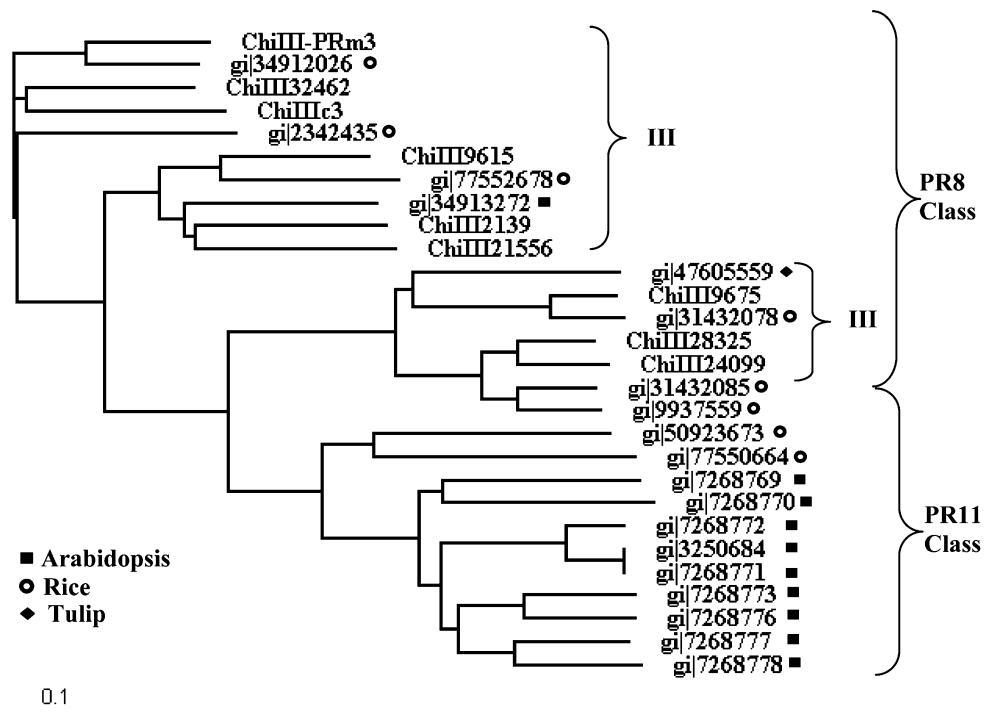 ChiIII-PRm3
gi|34912026
ChiIII32462
ChiIIIc3
gi|2342435
ChiIII9615
gi|77552678
gi|34913272
ChiIII2139
ChiIII21556
III
gi|47605559
ChiIII9675
gi|31432078
ChiIII28325
ChiIII24099
III
PR8
Class
gi|31432085
gi|9937559
gi|50923673
gi|77550664
gi|7268769
gi|7268770
gi|7268772
gi|3250684
gi|7268771
gi|7268773
gi|7268776
gi|7268777
gi|7268778
PR11
Class
Arabidopsis
Rice
Tulip
0.1